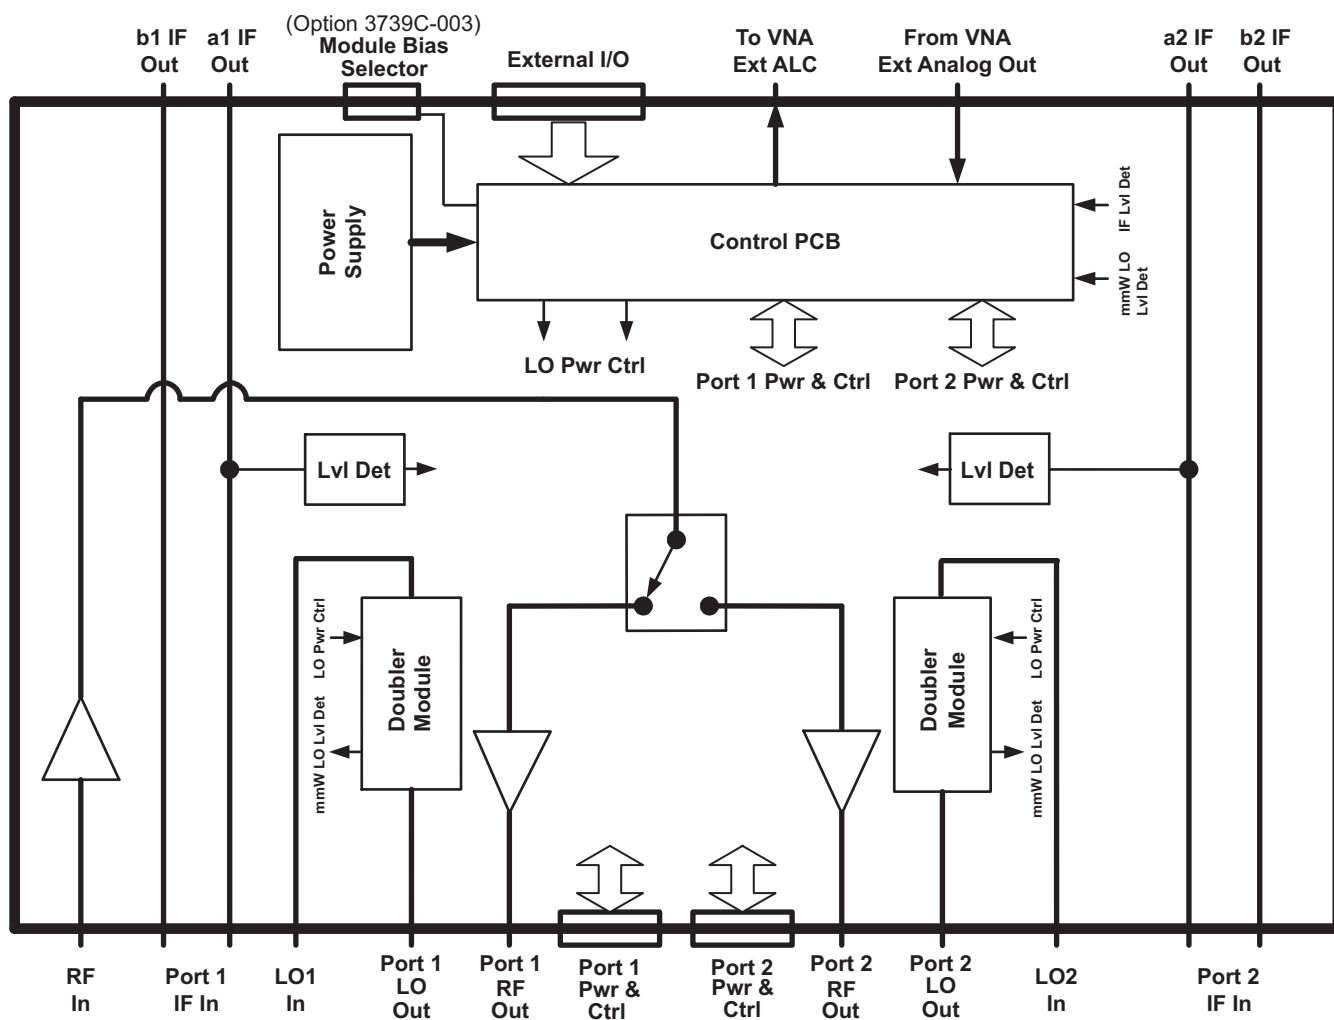 b1 IF
Out
a1 IF
Out
(Option 3739C-003)
Module Bias
Selector
External I/O
To VNA
Ext ALC
From VNA
Ext Analog Out
a2 IF
Out
b2 IF
Out
Power
Supply
Control PCB
IF Lvl Det
mmW LO
Lvl Det
LO Pwr Ctrl
Port 1 Pwr & Ctrl
Port 2 Pwr & Ctrl
Lvl Det
Lvl Det
LO Pwr Ctrl
mmW LO Lvl Det
Doubler
Module
Doubler
Module
LO Pwr Ctrl
mmW LO Lvl Det
RF
In
Port 1
IF In
LO1
In
Port 1
LO
Out
Port 1
RF
Out
Port 1
Pwr &
Ctrl
Port 2
Pwr &
Ctrl
Port 2
RF
Out
Port 2
LO
Out
LO2
In
Port 2
IF In